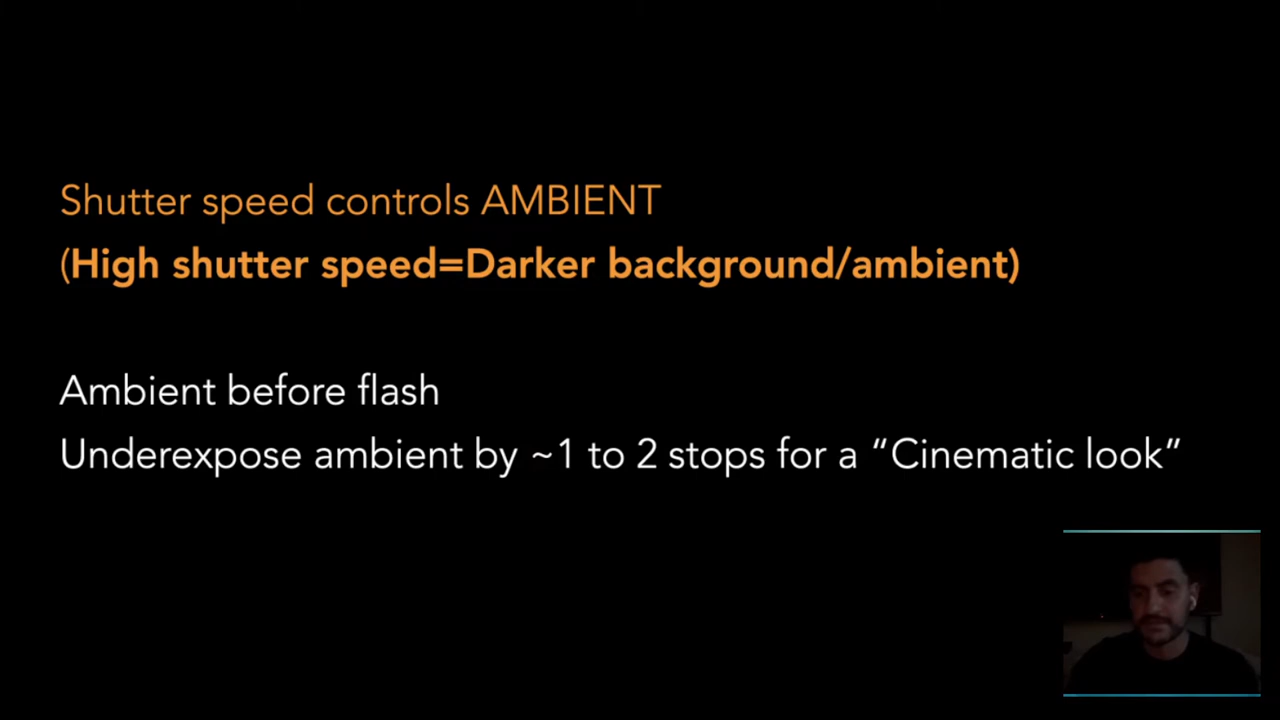 Shutter speed controls AMBIENT
(High shutter speed=Darker background/ambient)
Ambient before flash
Underexpose ambient by ~1 to 2 stops for a “Cinematic look”